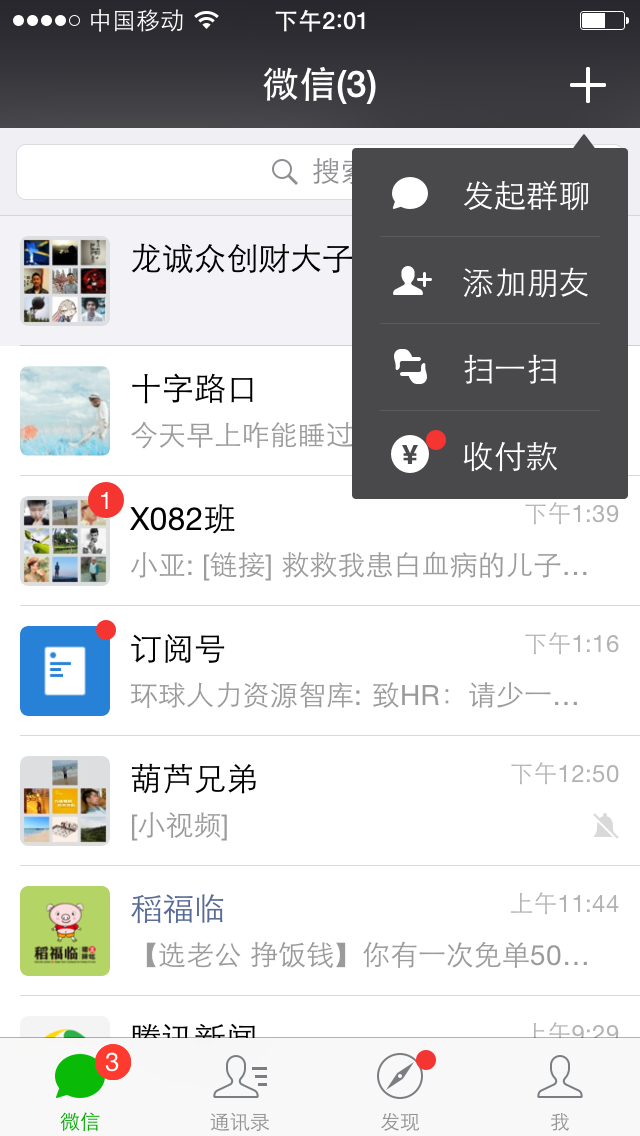 中国移动 下午2:01
微信(3)
搜
发起群聊
添加朋友
扫一扫
¥ 收付款
龙诚众创财大子
十字路口
今天早上咋能睡过
1
X082班 下午1:39
小亚: [链接] 救救我患白血病的儿子…
订阅号 下午1:16
环球人力资源智库: 致HR：请少一…
葫芦兄弟 下午12:50
[小视频]
稻福临 上午11:44
稻福临
【选老公 挣饭钱】你有一次免单50…
腾讯新闻 上午9:29
3
微信 通讯录 发现 我